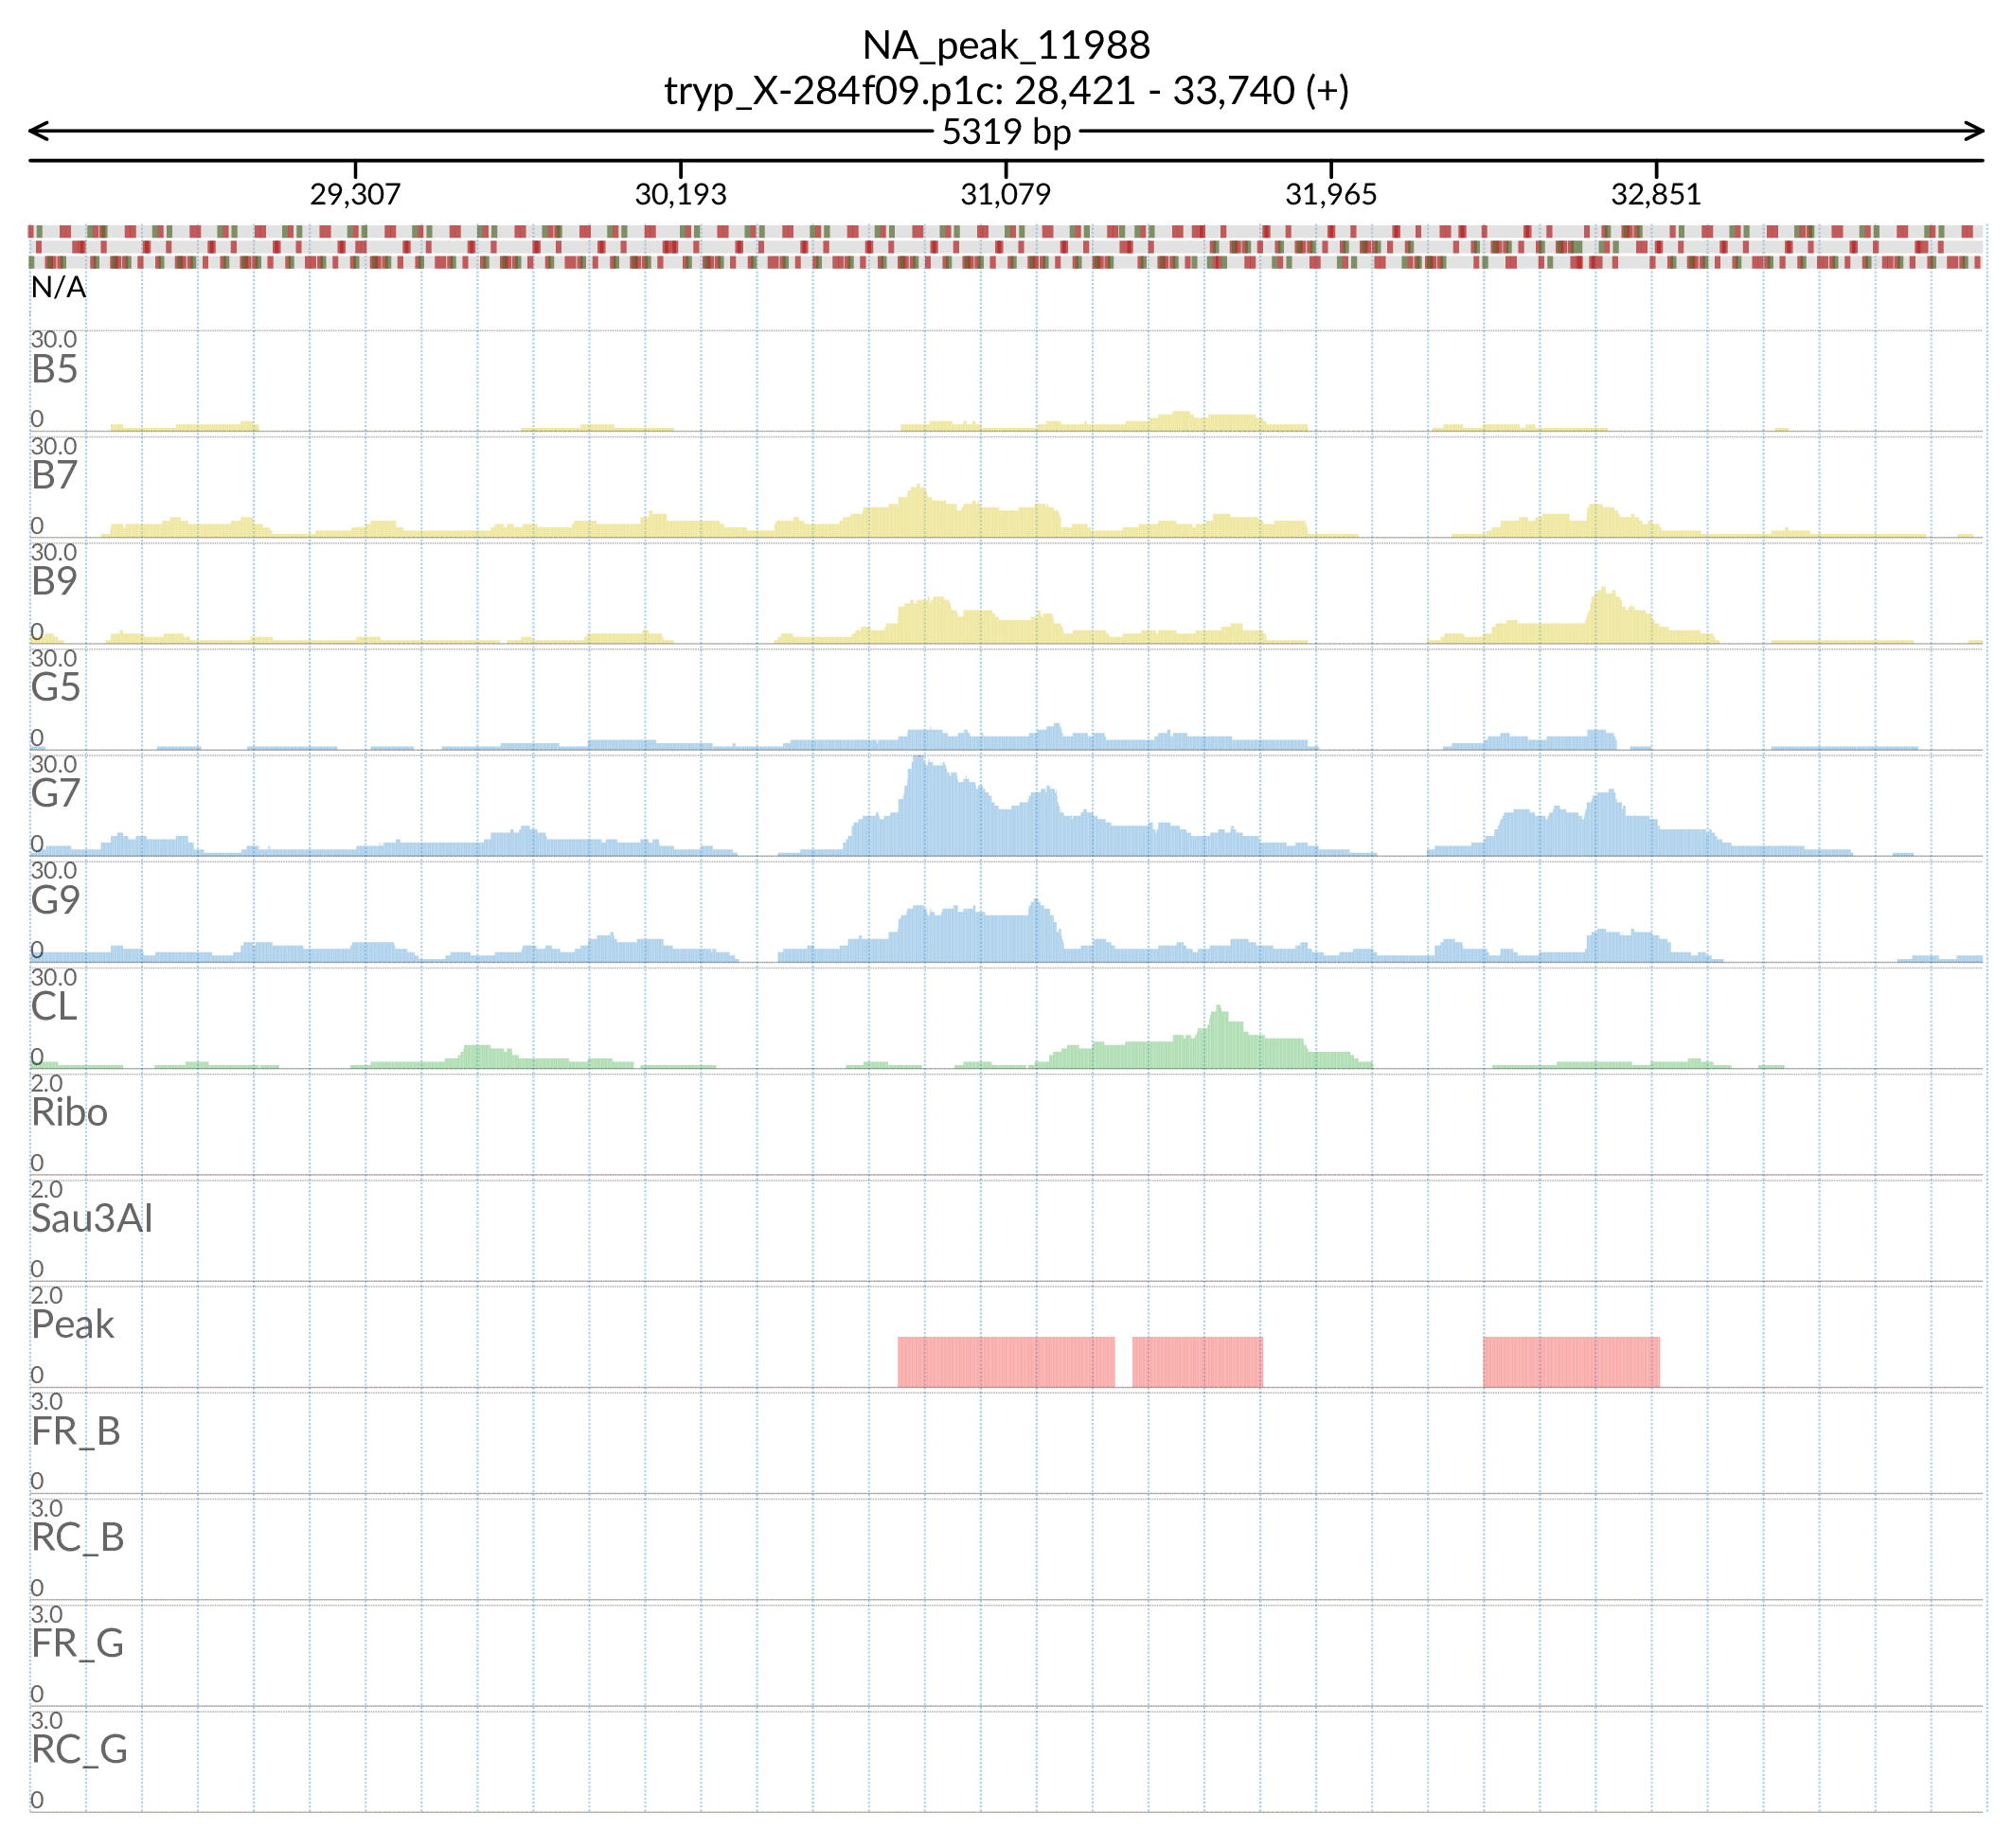 NA_peak_11988
tryp_X-284f09.p1c: 28,421 - 33,740 (+)
5319 bp
29,307 30,193 31,079 31,965 32,851
N/A
30.0
B5
0
30.0
B7
0
30.0
B9
0
30.0
G5
0
30.0
G7
0
30.0
G9
0
30.0
CL
0
2.0
Ribo
0
2.0
Sau3AI
0
2.0
Peak
0
3.0
FR_B
0
3.0
RC_B
0
3.0
FR_G
0
3.0
RC_G
0